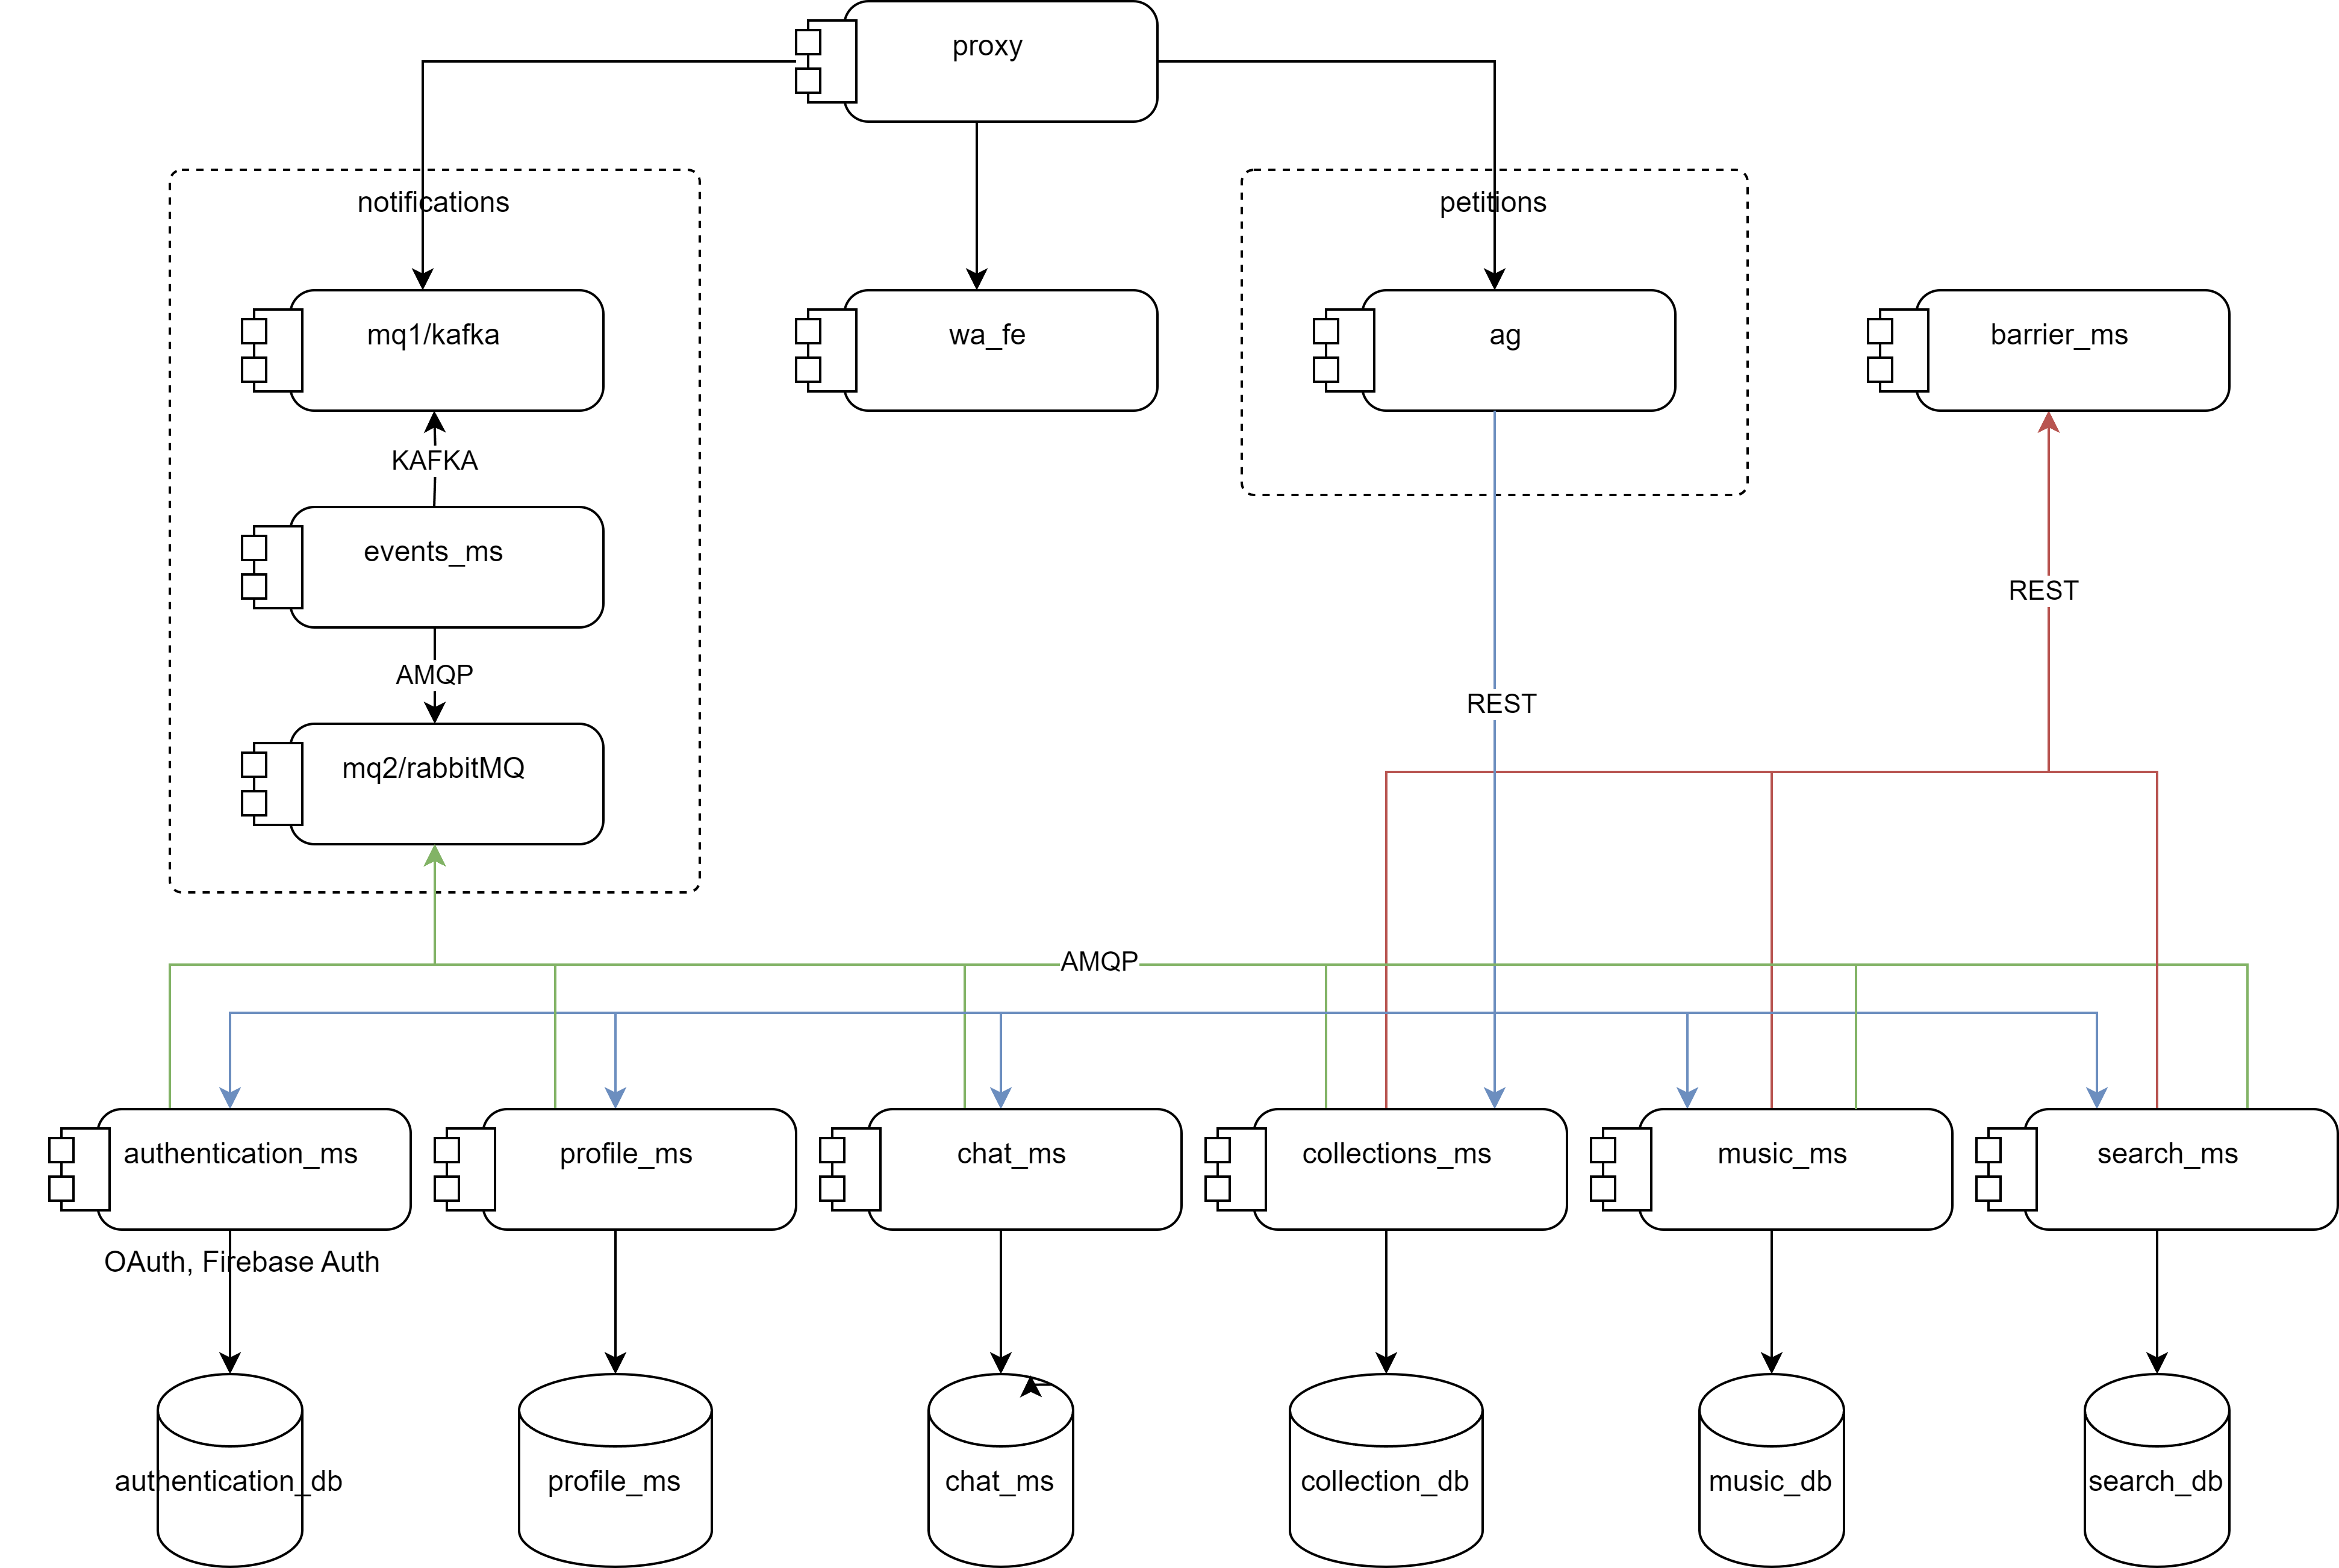 proxy
notifications
petitions
mq1/kafka
wa_fe
ag
barrier_ms
KAFKA
events_ms
REST
AMQP
REST
mq2/rabbitMQ
AMQP
authentication_ms
profile_ms
chat_ms
collections_ms
music_ms
search_ms
OAuth, Firebase Auth
authentication_db
profile_ms
chat_ms
collection_db
music_db
search_db